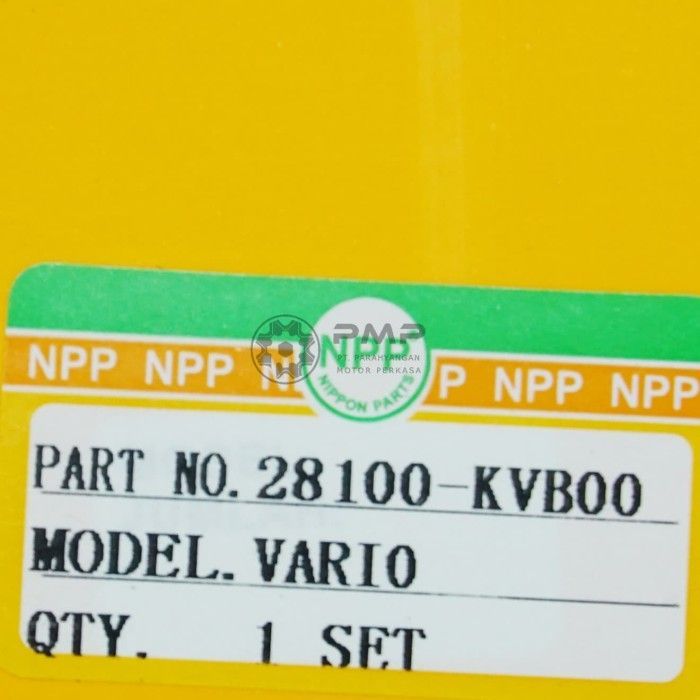 PMP
PT. PARAHYANGAN
MOTOR PERKASA
NPP NPP
NPP
P NPP NPP
NIPPON PARTS
PART NO. 28100-KVB00
MODEL. VARIO
QTY. 1 SET